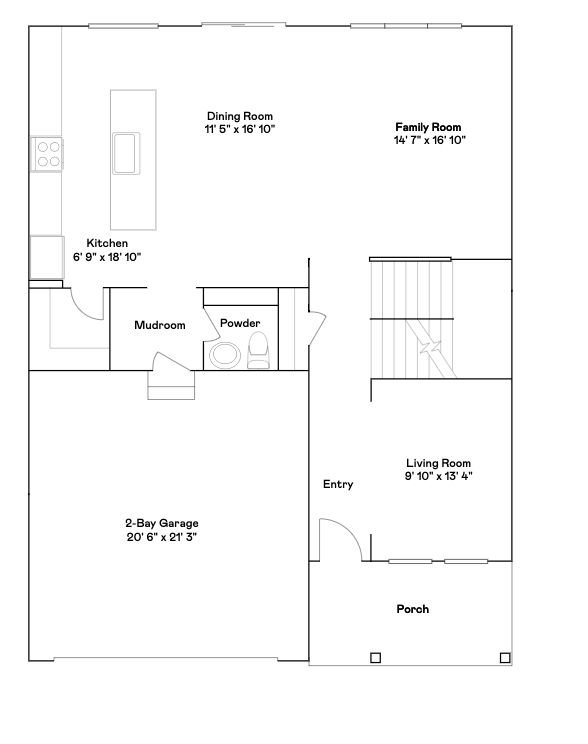 Dining Room
11' 5" x 16' 10"
Family Room
14' 7" x 16' 10"
Kitchen
6' 9" x 18' 10"
Mudroom
Powder
Living Room
9' 10" x 13' 4"
Entry
2-Bay Garage
20' 6" x 21' 3"
Porch